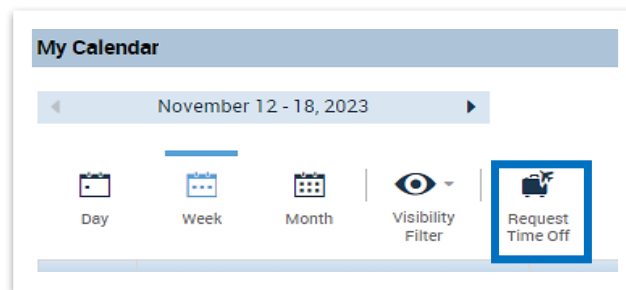 My Calendar
November 12 - 18, 2023
Day
Week
Month
Visibility
Filter
Request
Time Off